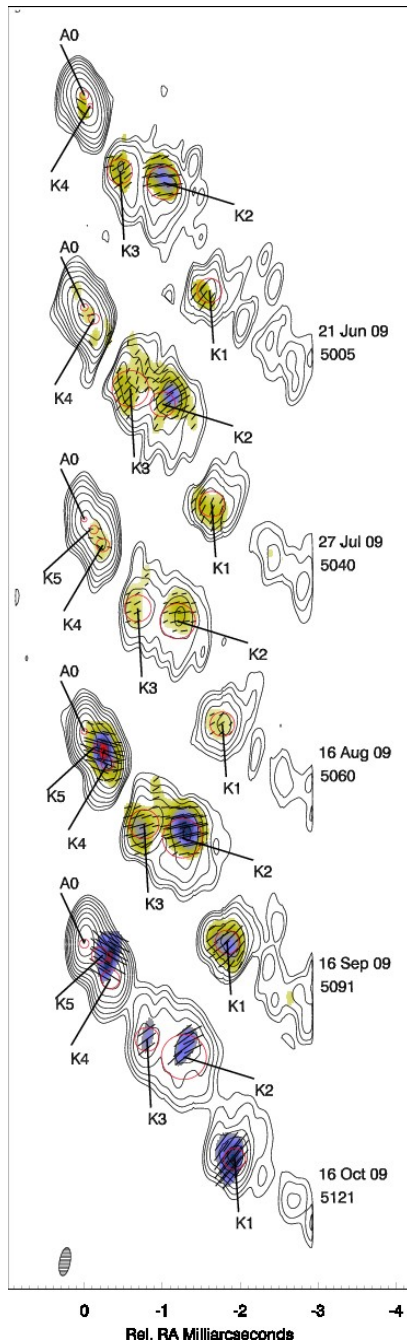 A0
K4
K3
K2
A0
K1
21 Jun 09
5005
K4
K3
K2
A0
K1
27 Jul 09
5040
K5
K4
K2
K3
A0
K1
16 Aug 09
5060
K5
K4
K2
K3
A0
K1
16 Sep 09
5091
K5
K4
K2
K3
K1
16 Oct 09
5121
0 -1 -2 -3 -4
Rel. RA Milliarcseconds